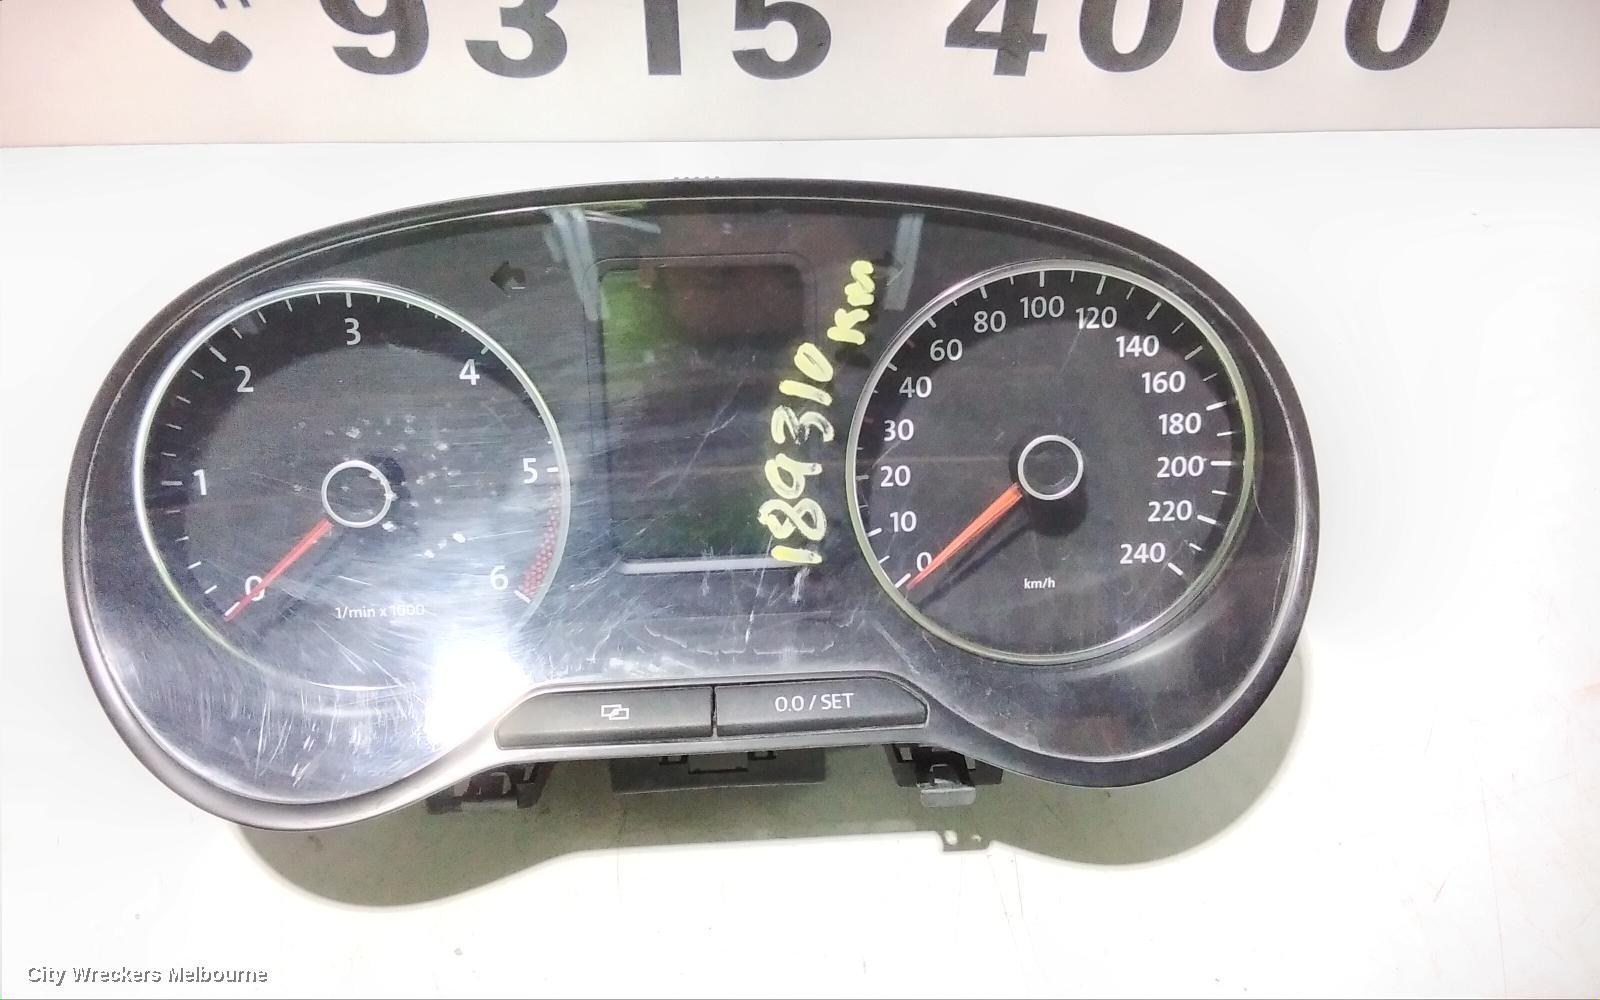 9315 4000
0 1 2 3 4 5 6
1/min x 1000
189310 km
0 10 20 30 40 60 80 100 120 140 160 180 200 220 240
km/h
0.0 / SET
City Wreckers Melbourne